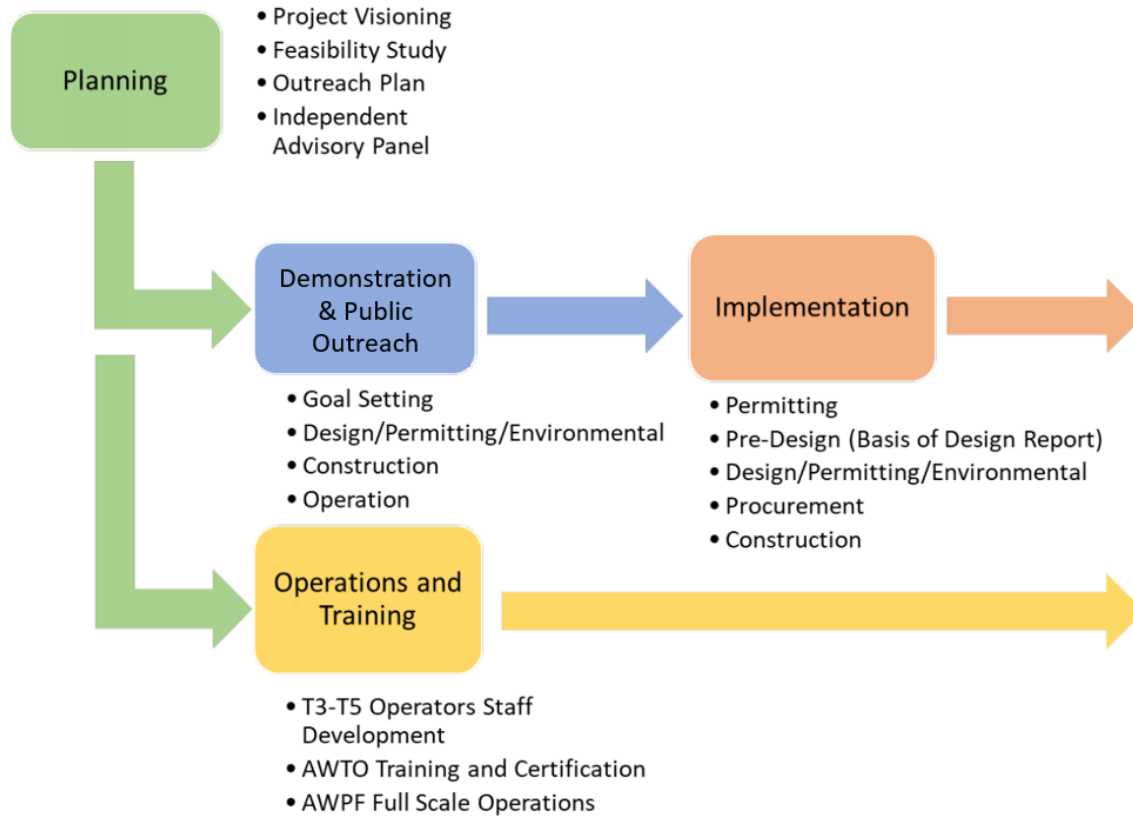 Planning
• Project Visioning
• Feasibility Study
• Outreach Plan
• Independent
Advisory Panel
Demonstration
& Public
Outreach
• Goal Setting
• Design/Permitting/Environmental
• Construction
• Operation
Implementation
• Permitting
• Pre-Design (Basis of Design Report)
• Design/Permitting/Environmental
• Procurement
• Construction
Operations and
Training
• T3-T5 Operators Staff
Development
• AWTO Training and Certification
• AWPF Full Scale Operations